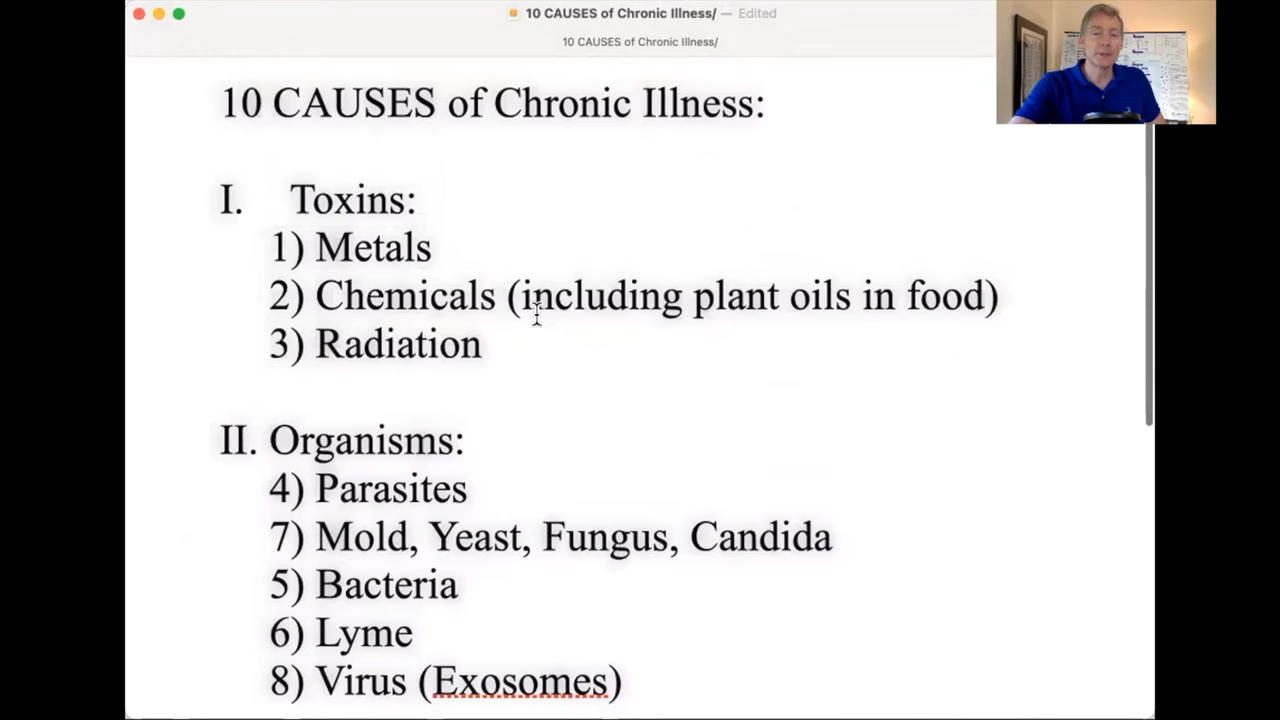 10 CAUSES of Chronic Illness/ — Edited
10 CAUSES of Chronic Illness/
10 CAUSES of Chronic Illness:
I. Toxins:
1) Metals
2) Chemicals (including plant oils in food)
3) Radiation
II. Organisms:
4) Parasites
7) Mold, Yeast, Fungus, Candida
5) Bacteria
6) Lyme
8) Virus (Exosomes)